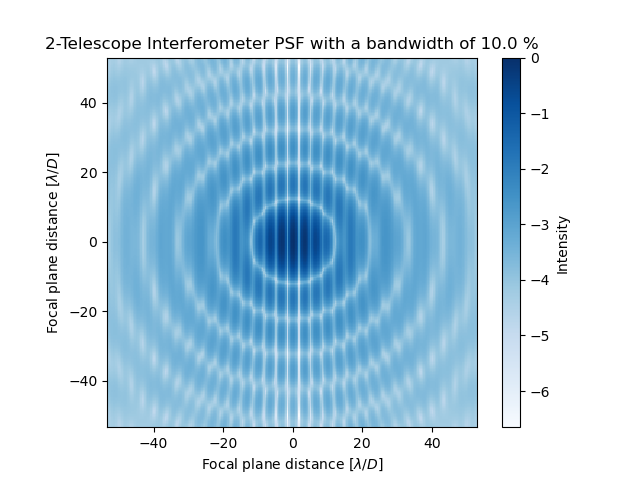 2-Telescope Interferometer PSF with a bandwidth of 10.0 %
Focal plane distance [λ/D]
40
20
0
−20
−40
−40 −20 0 20 40
Focal plane distance [λ/D]
0
−1
−2
−3
−4
−5
−6
Intensity